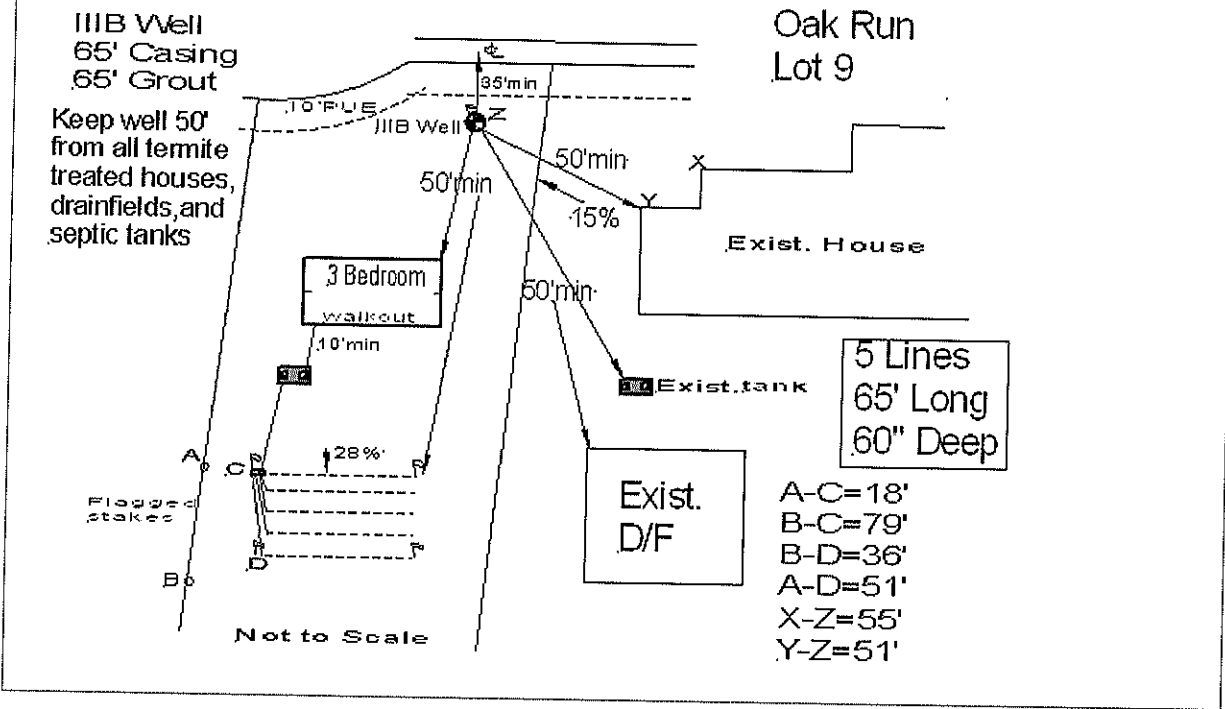 IIIB Well
65' Casing
65' Grout
Oak Run
Lot 9
Keep well 50'
from all termite
treated houses,
drainfields, and
septic tanks
10'PUE
35'min
Z
IIIB Well
50'min
50'min
X
Y
15%
Exist. House
3 Bedroom
walkout
50'min
10'min
Exist.tank
5 Lines
65' Long
60" Deep
A
C
28%
Flagged
stakes
B
D
Exist.
D/F
A-C=18'
B-C=79'
B-D=36'
A-D=51'
X-Z=55'
Y-Z=51'
Not to Scale